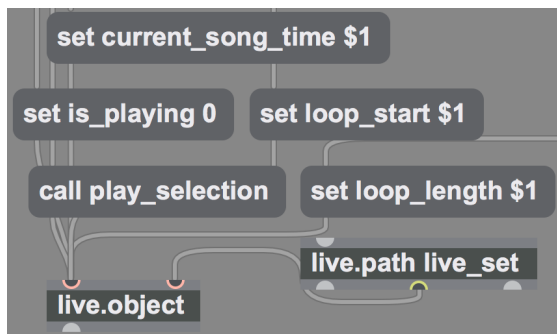 set current_song_time $1
set is_playing 0
set loop_start $1
call play_selection
set loop_length $1
live.path live_set
live.object